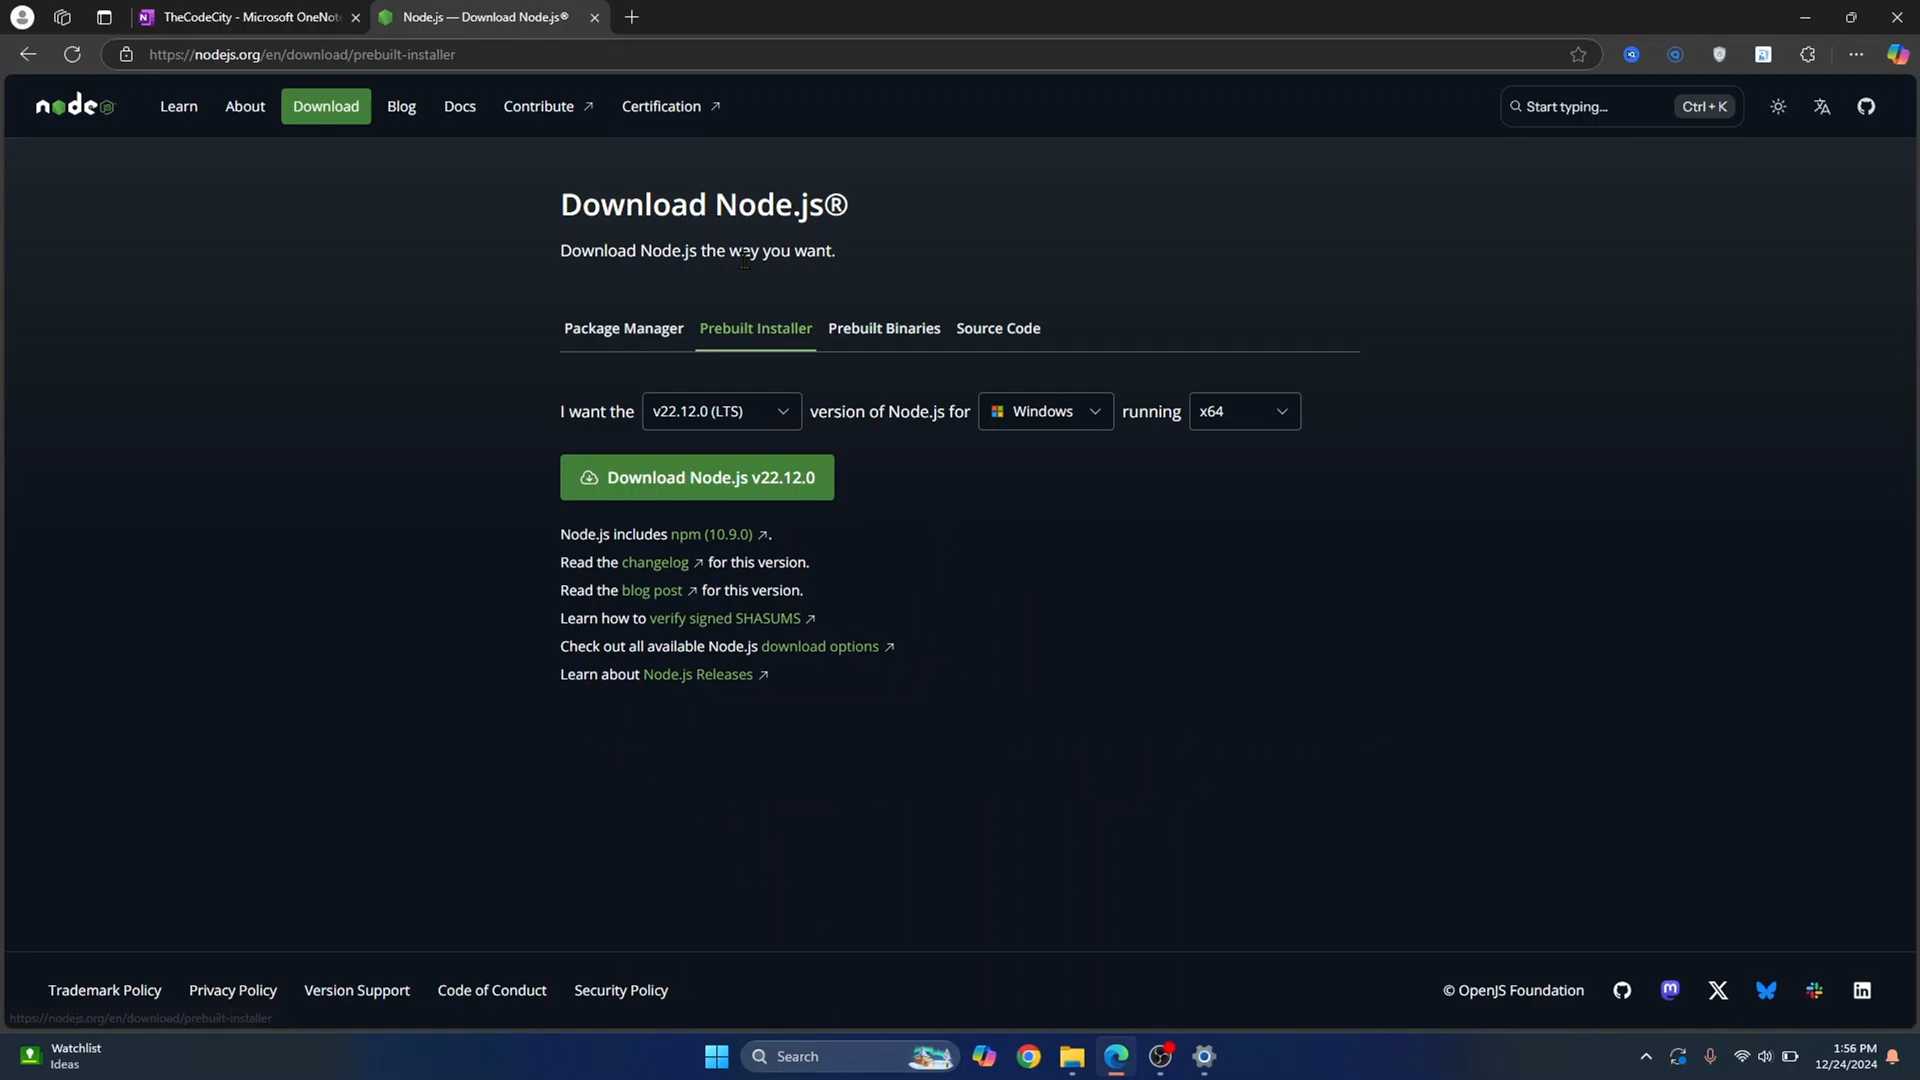 TheCodeCity - Microsoft OneNot
Node.js — Download Node.js®
https://nodejs.org/en/download/prebuilt-installer
node JS
Learn
About
Download
Blog
Docs
Contribute ↗
Certification ↗
Start typing...
Ctrl + K
Download Node.js®
Download Node.js the way you want.
Package Manager
Prebuilt Installer
Prebuilt Binaries
Source Code
I want the v22.12.0 (LTS) version of Node.js for Windows running x64
Download Node.js v22.12.0
Node.js includes npm (10.9.0) ↗.
Read the changelog ↗ for this version.
Read the blog post ↗ for this version.
Learn how to verify signed SHASUMS ↗
Check out all available Node.js download options ↗
Learn about Node.js Releases ↗
Trademark Policy
Privacy Policy
Version Support
Code of Conduct
Security Policy
© OpenJS Foundation
https://nodejs.org/en/download/prebuilt-installer
Watchlist
Ideas
Search
1:56 PM
12/24/2024